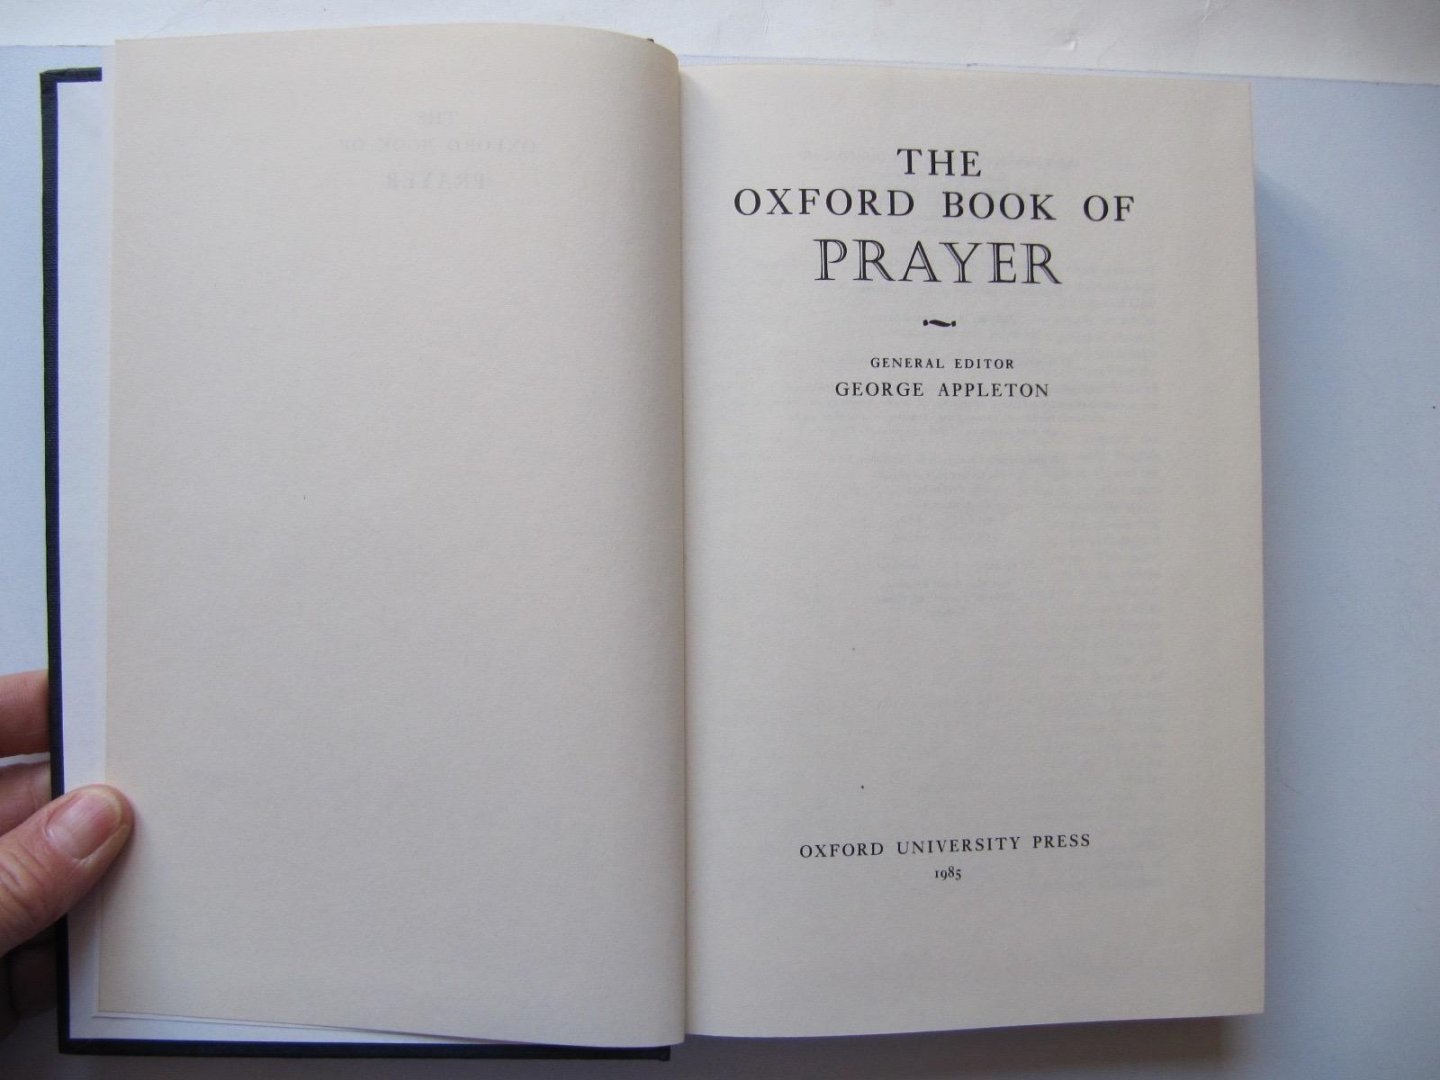 THE
OXFORD BOOK OF
PRAYER
GENERAL EDITOR
GEORGE APPLETON
OXFORD UNIVERSITY PRESS
1985